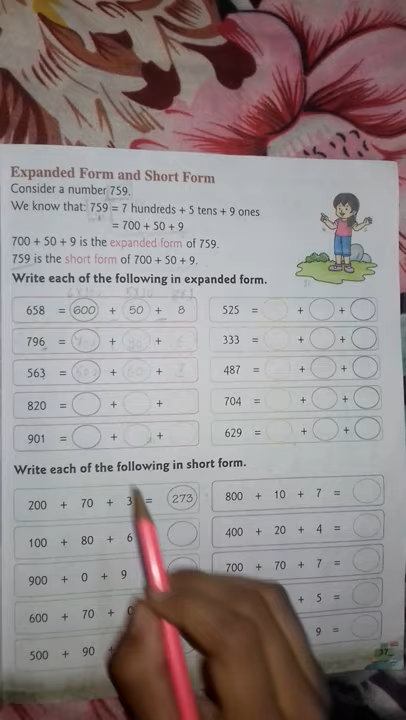 Expanded Form and Short Form
Consider a number 759.
We know that: 759 = 7 hundreds + 5 tens + 9 ones
= 700 + 50 + 9
700 + 50 + 9 is the expanded form of 759.
759 is the short form of 700 + 50 + 9.
Write each of the following in expanded form.
658 = 600 + 50 + 8
525 = + +
796 = + +
333 = + +
563 = + +
487 = + +
820 = + +
704 = + +
901 = + +
629 = + +
Write each of the following in short form.
200 + 70 + 3 = 273
800 + 10 + 7 =
100 + 80 + 6
400 + 20 + 4 =
900 + 0 + 9
700 + 70 + 7 =
600 + 70 + 0
+ 5 =
500 + 90
9 =
37